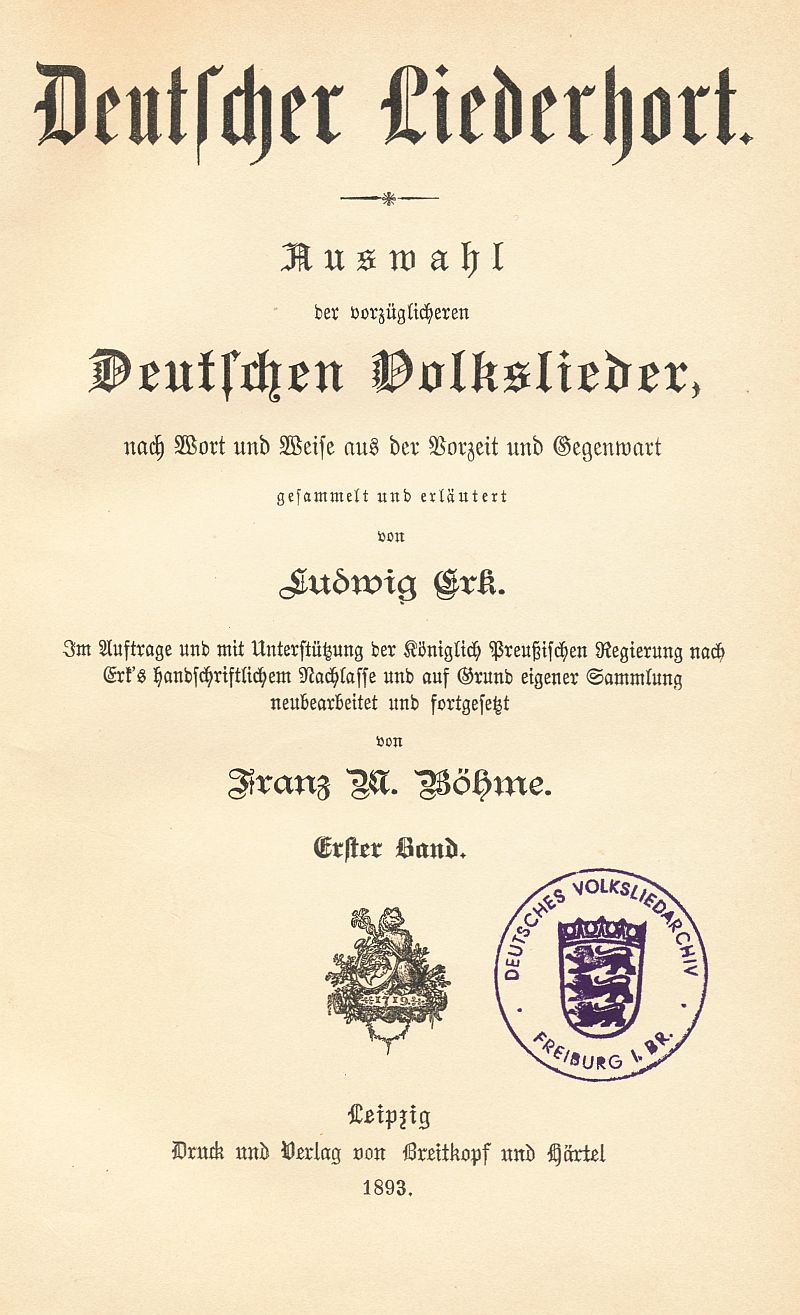 Deutscher Liederhort.
Auswahl
der vorzüglicheren
Deutschen Volkslieder,
nach Wort und Weise aus der Vorzeit und Gegenwart
gesammelt und erläutert
von
Ludwig Erk.
Im Auftrage und mit Unterstützung der Königlich Preußischen Regierung nach
Erk's handschriftlichem Nachlasse und auf Grund eigener Sammlung
neubearbeitet und fortgesetzt
von
Franz M. Böhme.
Erster Band.
1719.
DEUTSCHES VOLKSLIEDARCHIV
· FREIBURG I. BR. ·
Leipzig
Druck und Verlag von Breitkopf und Härtel
1893.